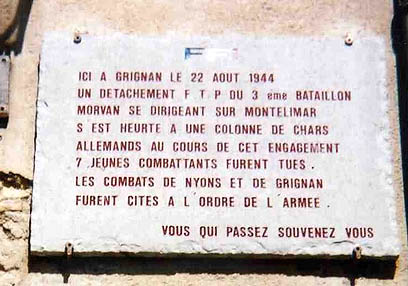 ICI A GRIGNAN LE 22 AOUT 1944
UN DETACHEMENT F T P DU 3 eme BATAILLON
MORVAN SE DIRIGEANT SUR MONTELIMAR
S'EST HEURTE A UNE COLONNE DE CHARS
ALLEMANDS AU COURS DE CET ENGAGEMENT
7 JEUNES COMBATTANTS FURENT TUES.
LES COMBATS DE NYONS ET DE GRIGNAN
FURENT CITES A L'ORDRE DE L'ARMEE.
VOUS QUI PASSEZ SOUVENEZ VOUS